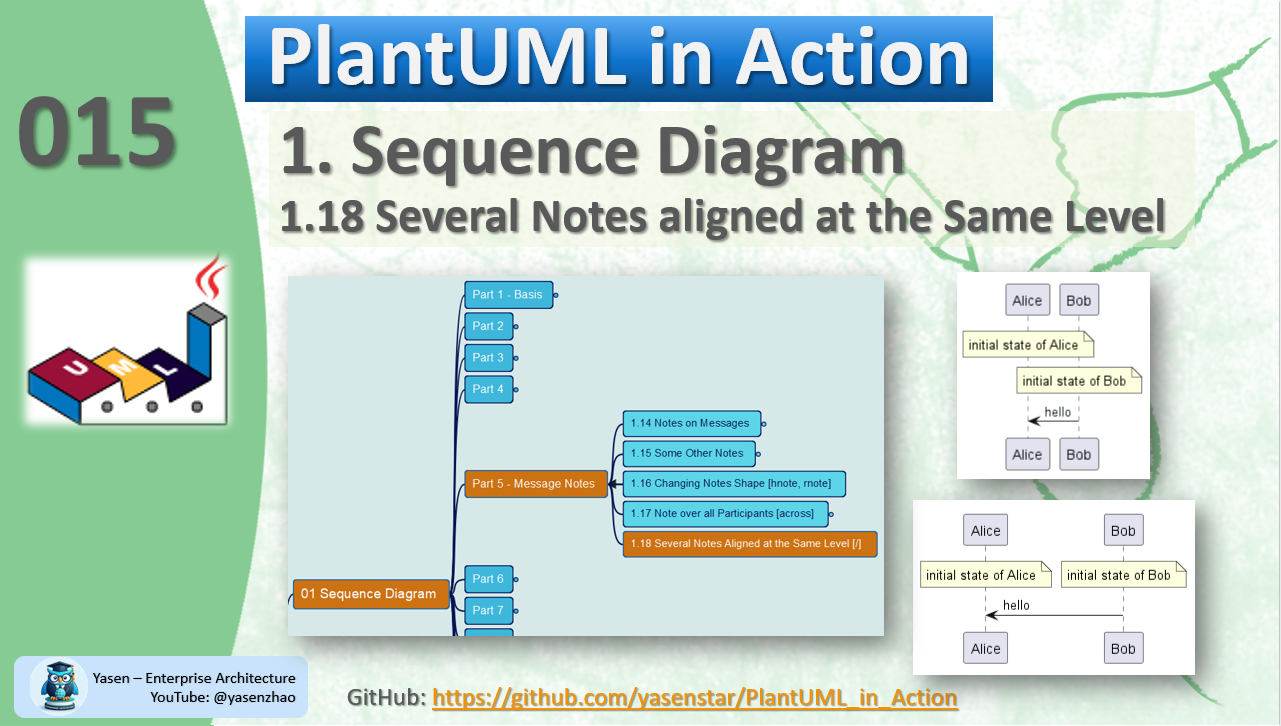 PlantUML in Action
015
1. Sequence Diagram
1.18 Several Notes aligned at the Same Level
UML
Part 1 - Basis
Part 2
Part 3
Part 4
1.14 Notes on Messages
1.15 Some Other Notes
Part 5 - Message Notes
1.16 Changing Notes Shape [hnote, rnote]
1.17 Note over all Participants [across]
1.18 Several Notes Aligned at the Same Level [/]
01 Sequence Diagram
Part 6
Part 7
Alice Bob
initial state of Alice
initial state of Bob
hello
Alice Bob
Alice Bob
initial state of Alice initial state of Bob
hello
Alice Bob
Yasen – Enterprise Architecture
YouTube: @yasenzhao
GitHub: https://github.com/yasenstar/PlantUML_in_Action